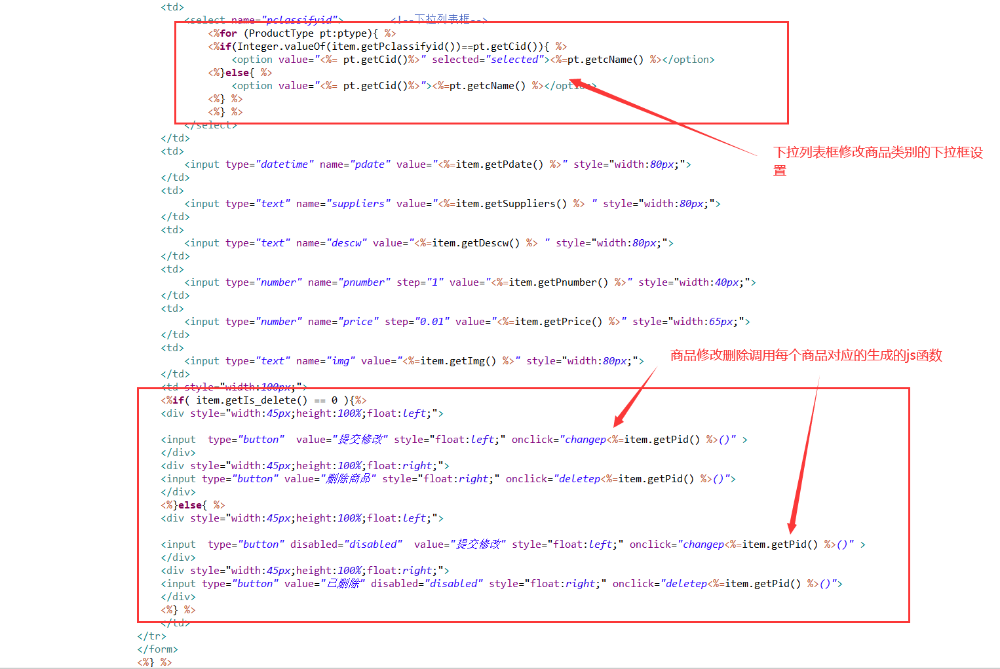 <td>
<select name="pclassifyid"> <!--下拉列表框-->
<%for (ProductType pt:ptype){ %>
<%if(Integer.valueOf(item.getPclassifyid())==pt.getCid()){ %>
<option value="<%= pt.getCid()%>" selected="selected"><%=pt.getcName() %></option>
<%}else{ %>
<option value="<%= pt.getCid()%>"><%=pt.getcName() %></option>
<%} %>
<%} %>
</select>
</td>
<td>
下拉列表框修改商品类别的下拉框设
置
<input type="datetime" name="pdate" value="<%=item.getPdate() %>" style="width:80px;">
</td>
<td>
<input type="text" name="suppliers" value="<%=item.getSuppliers() %> " style="width:80px;">
</td>
<td>
<input type="text" name="descw" value="<%=item.getDescw() %> " style="width:80px;">
</td>
<td>
<input type="number" name="pnumber" step="1" value="<%=item.getPnumber() %>" style="width:40px;">
</td>
<td>
<input type="number" name="price" step="0.01" value="<%=item.getPrice() %>" style="width:65px;">
</td>
<td>
商品修改删除调用每个商品对应的生成的js函数
<input type="text" name="img" value="<%=item.getImg() %>" style="width:80px;">
</td>
<td style="width:100px;">
<%if( item.getIs_delete() == 0 ){%>
<div style="width:45px;height:100%;float:left;">
<input  type="button"  value="提交修改" style="float:left;" onclick="changep<%=item.getPid() %>()" >
</div>
<div style="width:45px;height:100%;float:right;">
<input type="button" value="删除商品" style="float:right;" onclick="deletep<%=item.getPid() %>()">
</div>
<%}else{ %>
<div style="width:45px;height:100%;float:left;">
<input  type="button" disabled="disabled"  value="提交修改" style="float:left;" onclick="changep<%=item.getPid() %>()" >
</div>
<div style="width:45px;height:100%;float:right;">
<input type="button" value="已删除" disabled="disabled" style="float:right;" onclick="deletep<%=item.getPid() %>()">
</div>
<%} %>
</td>
</tr>
</form>
<%} %>